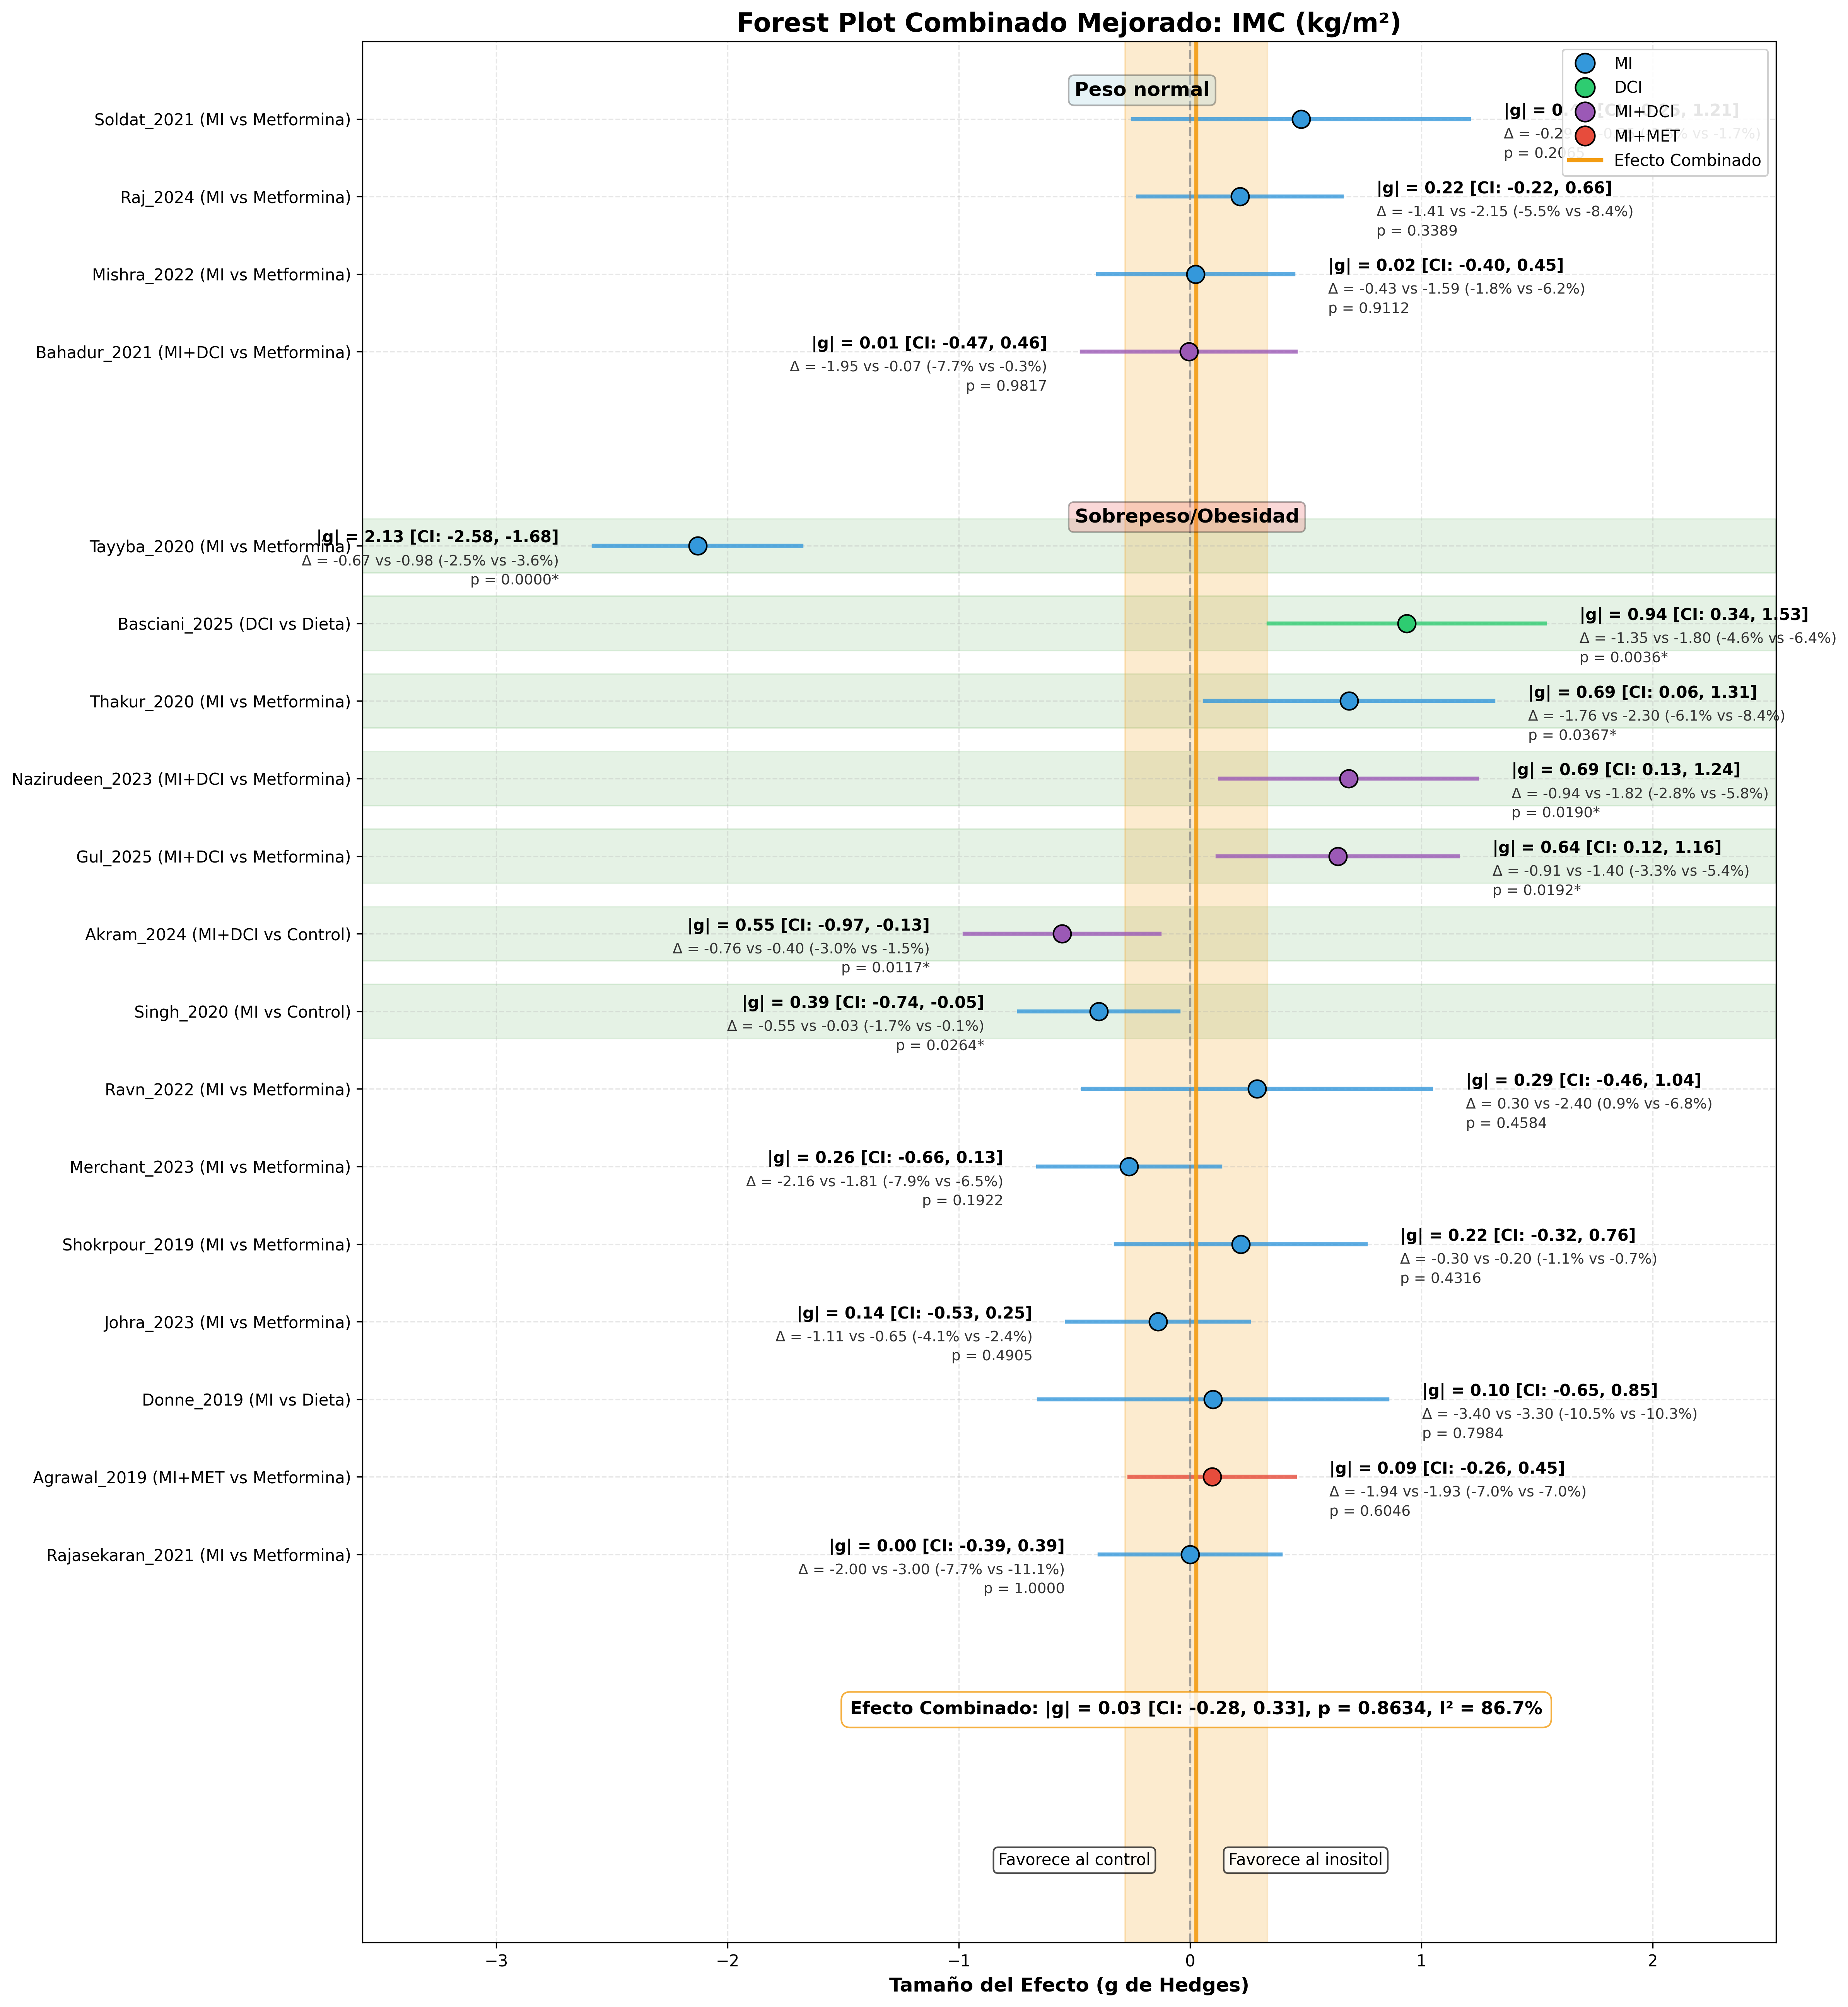 Forest Plot Combinado Mejorado: IMC (kg/m²)
MI
DCI
MI+DCI
MI+MET
Efecto Combinado
Peso normal
Soldat_2021 (MI vs Metformina)
Raj_2024 (MI vs Metformina)
|g| = 0.22 [CI: -0.22, 0.66]
Δ = -1.41 vs -2.15 (-5.5% vs -8.4%)
p = 0.3389
Mishra_2022 (MI vs Metformina)
|g| = 0.02 [CI: -0.40, 0.45]
Δ = -0.43 vs -1.59 (-1.8% vs -6.2%)
p = 0.9112
Bahadur_2021 (MI+DCI vs Metformina)
|g| = 0.01 [CI: -0.47, 0.46]
Δ = -1.95 vs -0.07 (-7.7% vs -0.3%)
p = 0.9817
Sobrepeso/Obesidad
Tayyba_2020 (MI vs Metformina)
|g| = 2.13 [CI: -2.58, -1.68]
Δ = -0.67 vs -0.98 (-2.5% vs -3.6%)
p = 0.0000*
Basciani_2025 (DCI vs Dieta)
|g| = 0.94 [CI: 0.34, 1.53]
Δ = -1.35 vs -1.80 (-4.6% vs -6.4%)
p = 0.0036*
Thakur_2020 (MI vs Metformina)
|g| = 0.69 [CI: 0.06, 1.31]
Δ = -1.76 vs -2.30 (-6.1% vs -8.4%)
p = 0.0367*
Nazirudeen_2023 (MI+DCI vs Metformina)
|g| = 0.69 [CI: 0.13, 1.24]
Δ = -0.94 vs -1.82 (-2.8% vs -5.8%)
p = 0.0190*
Gul_2025 (MI+DCI vs Metformina)
|g| = 0.64 [CI: 0.12, 1.16]
Δ = -0.91 vs -1.40 (-3.3% vs -5.4%)
p = 0.0192*
Akram_2024 (MI+DCI vs Control)
|g| = 0.55 [CI: -0.97, -0.13]
Δ = -0.76 vs -0.40 (-3.0% vs -1.5%)
p = 0.0117*
Singh_2020 (MI vs Control)
|g| = 0.39 [CI: -0.74, -0.05]
Δ = -0.55 vs -0.03 (-1.7% vs -0.1%)
p = 0.0264*
Ravn_2022 (MI vs Metformina)
|g| = 0.29 [CI: -0.46, 1.04]
Δ = 0.30 vs -2.40 (0.9% vs -6.8%)
p = 0.4584
Merchant_2023 (MI vs Metformina)
|g| = 0.26 [CI: -0.66, 0.13]
Δ = -2.16 vs -1.81 (-7.9% vs -6.5%)
p = 0.1922
Shokrpour_2019 (MI vs Metformina)
|g| = 0.22 [CI: -0.32, 0.76]
Δ = -0.30 vs -0.20 (-1.1% vs -0.7%)
p = 0.4316
Johra_2023 (MI vs Metformina)
|g| = 0.14 [CI: -0.53, 0.25]
Δ = -1.11 vs -0.65 (-4.1% vs -2.4%)
p = 0.4905
Donne_2019 (MI vs Dieta)
|g| = 0.10 [CI: -0.65, 0.85]
Δ = -3.40 vs -3.30 (-10.5% vs -10.3%)
p = 0.7984
Agrawal_2019 (MI+MET vs Metformina)
|g| = 0.09 [CI: -0.26, 0.45]
Δ = -1.94 vs -1.93 (-7.0% vs -7.0%)
p = 0.6046
Rajasekaran_2021 (MI vs Metformina)
|g| = 0.00 [CI: -0.39, 0.39]
Δ = -2.00 vs -3.00 (-7.7% vs -11.1%)
p = 1.0000
Efecto Combinado: |g| = 0.03 [CI: -0.28, 0.33], p = 0.8634, I² = 86.7%
Favorece al control
Favorece al inositol
−3 −2 −1 0 1 2
Tamaño del Efecto (g de Hedges)